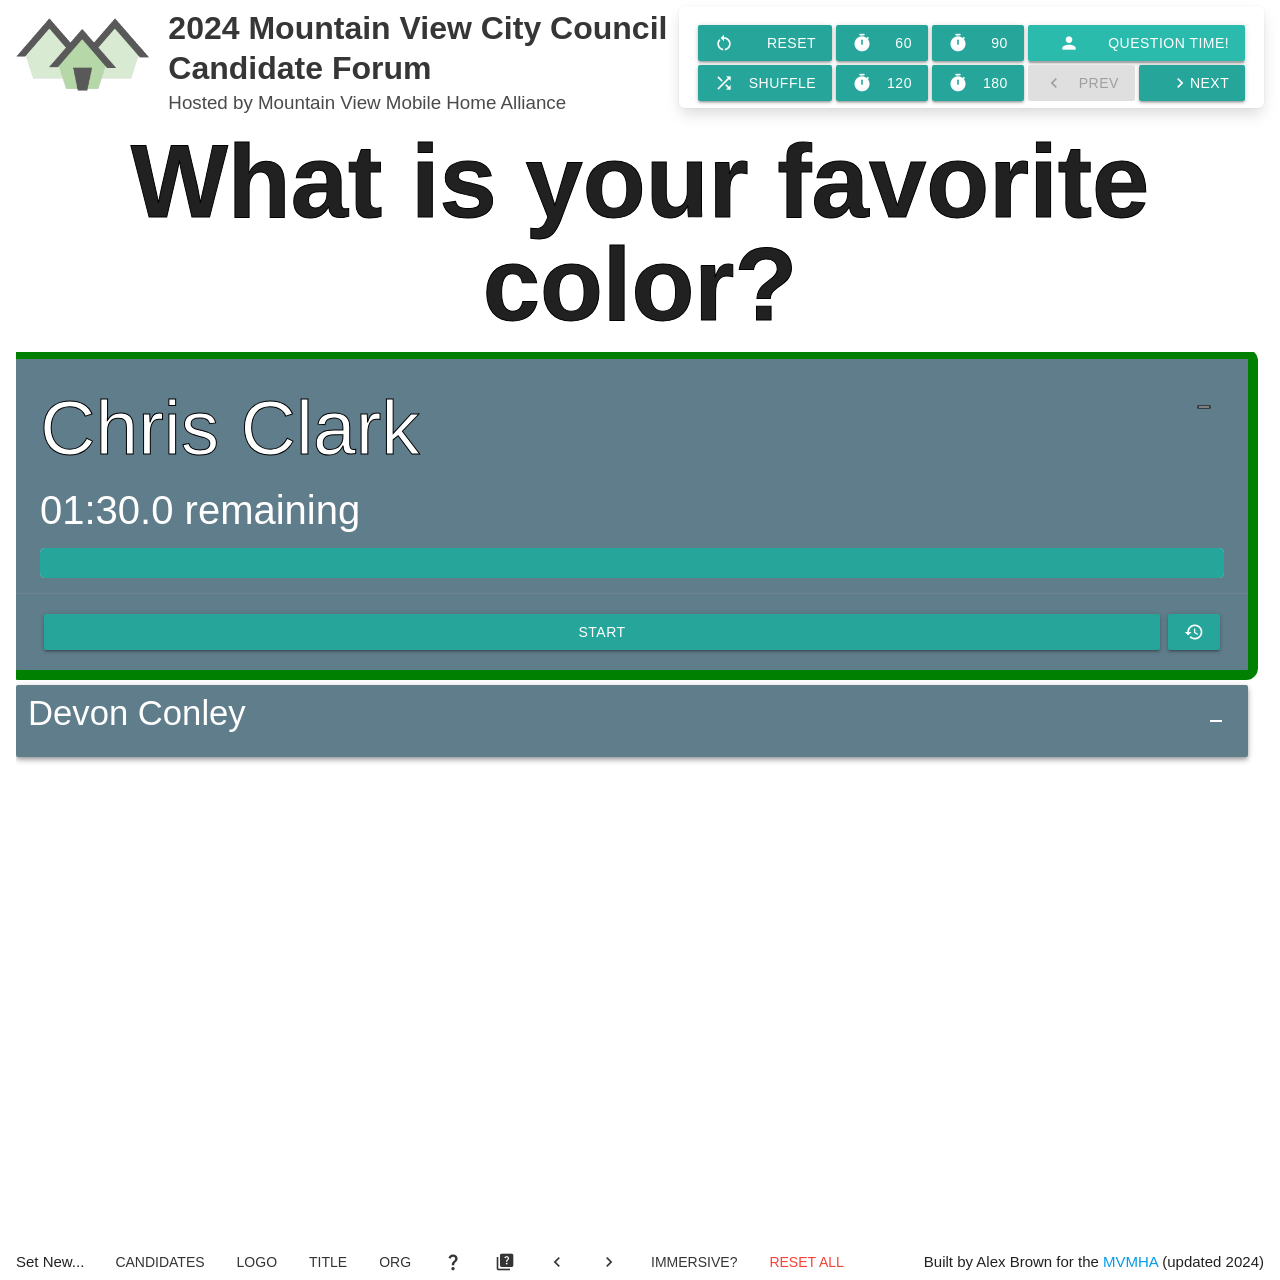 2024 Mountain View City Council
Candidate Forum
Hosted by Mountain View Mobile Home Alliance
RESET 60 90 QUESTION TIME!
SHUFFLE 120 180 PREV NEXT
What is your favorite
color?
Chris Clark
01:30.0 remaining
START
Devon Conley
Set New... CANDIDATES LOGO TITLE ORG ? IMMERSIVE? RESET ALL Built by Alex Brown for the MVMHA (updated 2024)